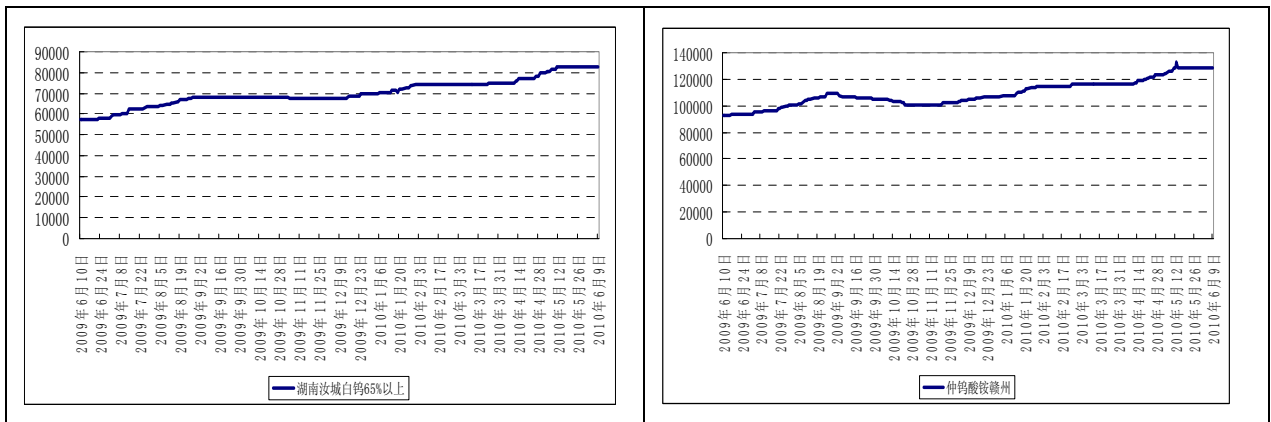 90000
80000
70000
60000
50000
40000
30000
20000
10000
0
2009年6月10日
2009年6月24日
2009年7月8日
2009年7月22日
2009年8月5日
2009年8月19日
2009年9月2日
2009年9月16日
2009年9月30日
2009年10月14日
2009年10月28日
2009年11月11日
2009年11月25日
2009年12月9日
2009年12月23日
2010年1月6日
2010年1月20日
2010年2月3日
2010年2月17日
2010年3月3日
2010年3月17日
2010年3月31日
2010年4月14日
2010年4月28日
2010年5月12日
2010年5月26日
2010年6月9日
湖南汝城白钨65%以上
140000
120000
100000
80000
60000
40000
20000
0
2009年6月10日
2009年6月24日
2009年7月8日
2009年7月22日
2009年8月5日
2009年8月19日
2009年9月2日
2009年9月16日
2009年9月30日
2009年10月14日
2009年10月28日
2009年11月11日
2009年11月25日
2009年12月9日
2009年12月23日
2010年1月6日
2010年1月20日
2010年2月3日
2010年2月17日
2010年3月3日
2010年3月17日
2010年3月31日
2010年4月14日
2010年4月28日
2010年5月12日
2010年5月26日
2010年6月9日
仲钨酸铵赣州